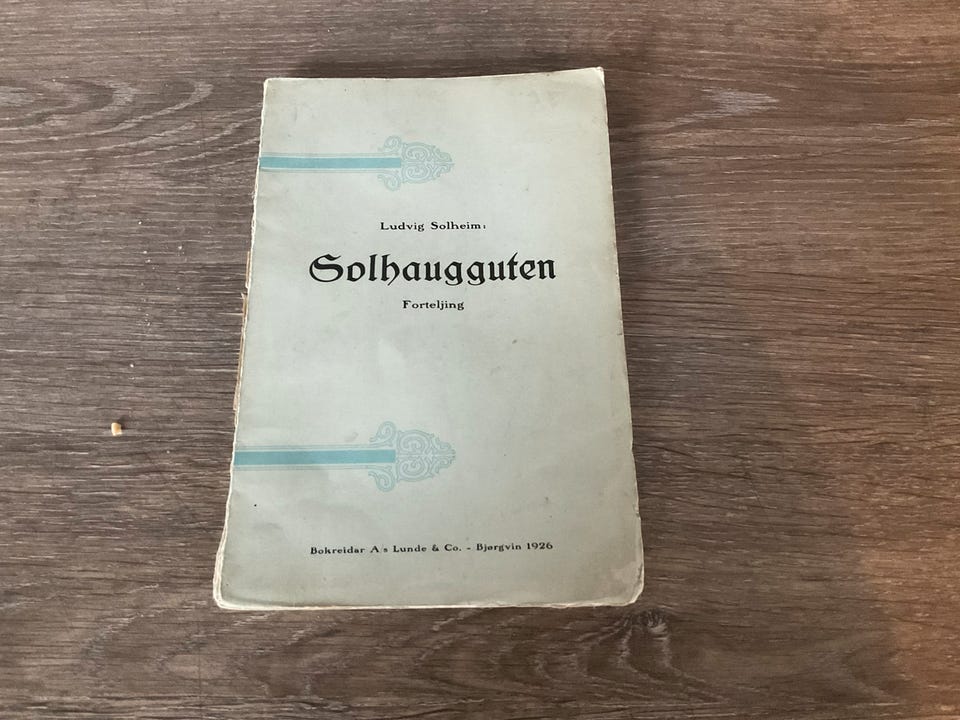 Ludvig Solheim:
Solhaugguten
Forteljing
Bokreidar A/s Lunde & Co. - Bjørgvin 1926